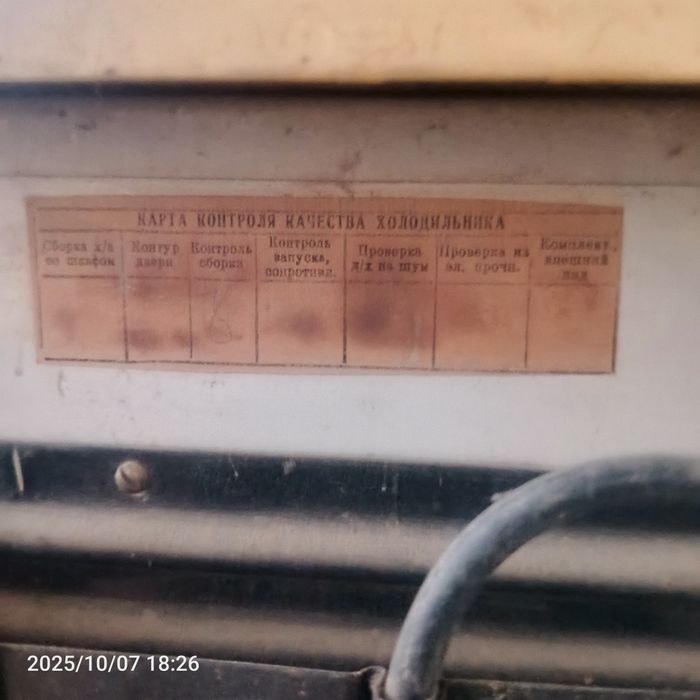 КАРТА КОНТРОЛЯ КАЧЕСТВА ХОЛОДИЛЬНИКА
Сборка х/а
со шкафом
Контур
двери
Контроль
сборки
Контроль
запуска,
сопротивл.
Проверка
д/х на шум
Проверка на
эл. прочн.
Комплект.,
внешний
вид
2025/10/07 18:26